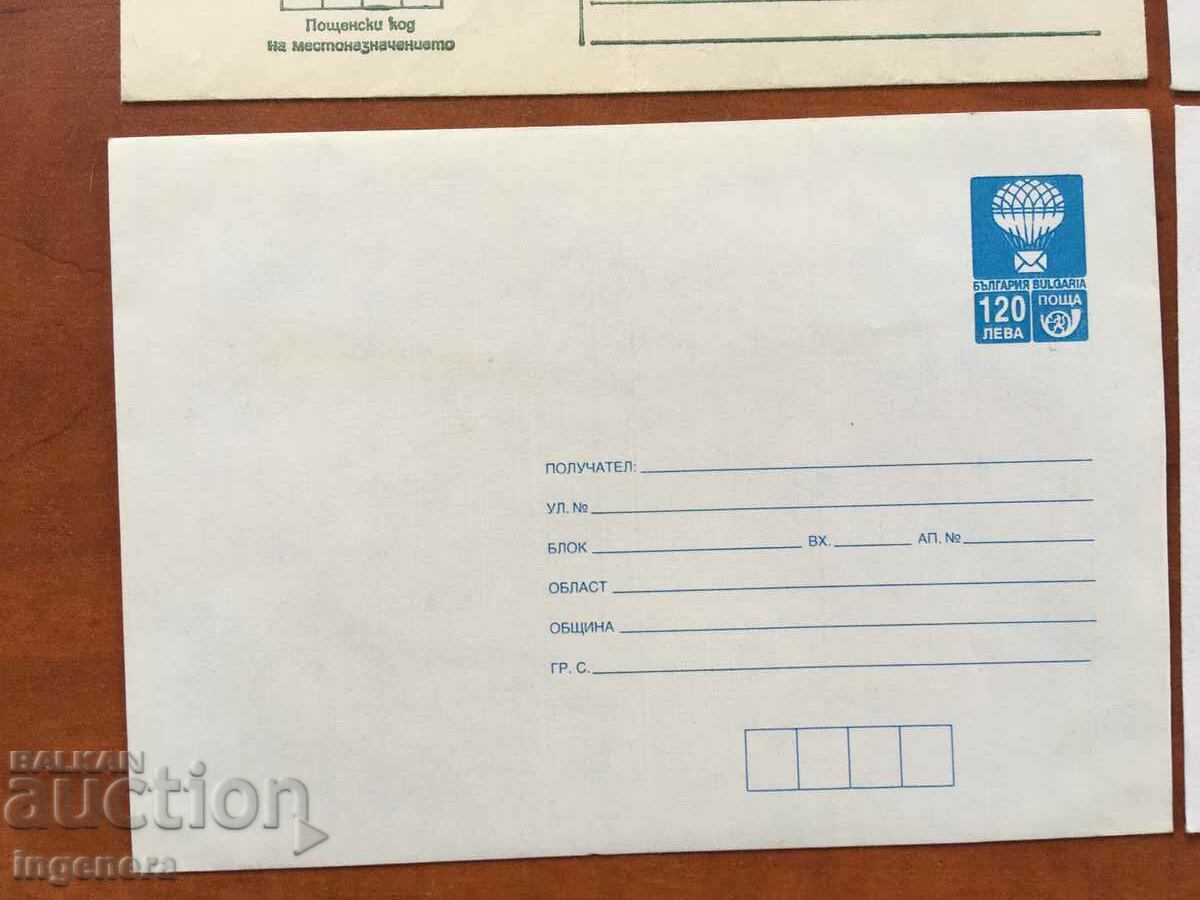 Пощенски код
на местоназначението
БЪЛГАРИЯ BULGARIA
120 ПОЩА
ЛЕВА
ПОЛУЧАТЕЛ:
УЛ. №
БЛОК ВХ. АП. №
ОБЛАСТ
ОБЩИНА
ГР. С.
BALKAN
auction
ingenera